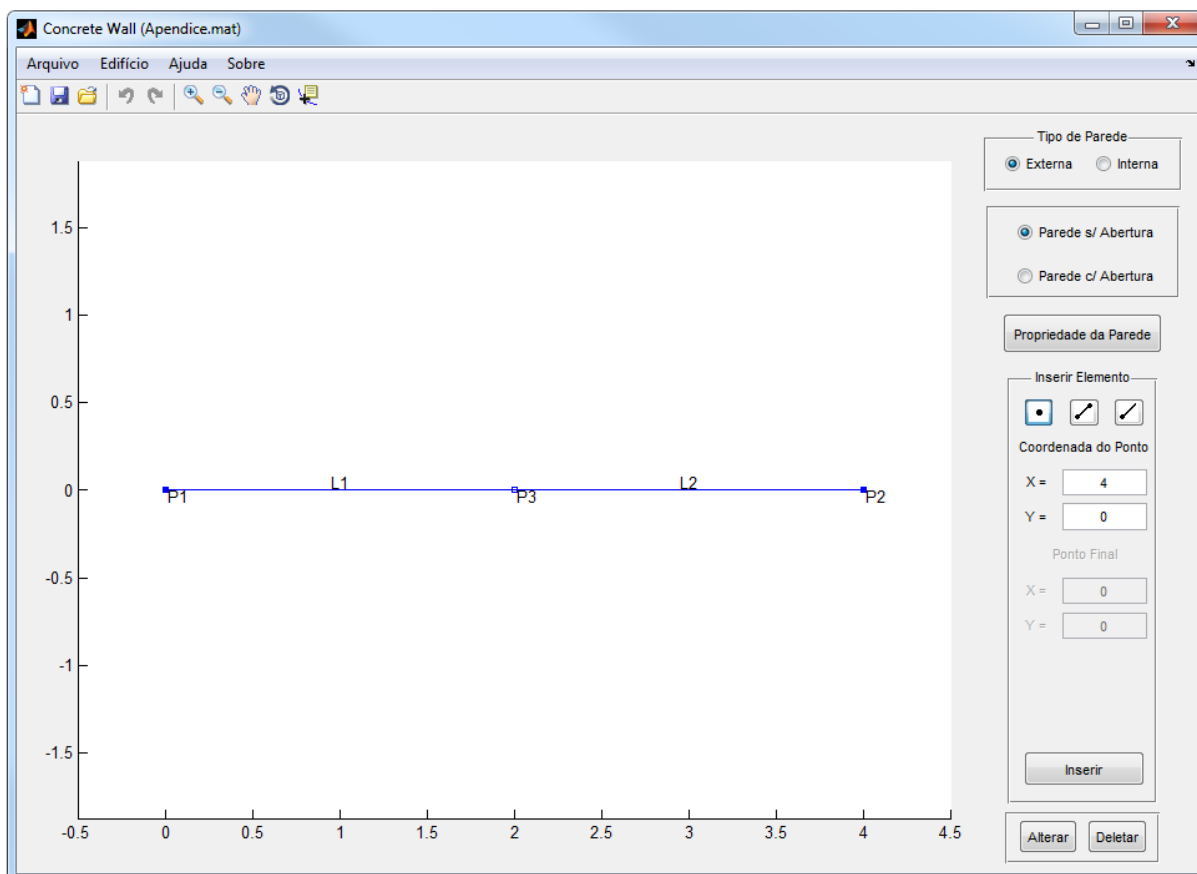 Concrete Wall (Apendice.mat)
Arquivo Edifício Ajuda Sobre
Tipo de Parede
Externa Interna
Parede s/ Abertura
Parede c/ Abertura
Propriedade da Parede
Inserir Elemento
Coordenada do Ponto
X = 4
Y = 0
Ponto Final
X = 0
Y = 0
Inserir
Alterar Deletar
1.5
1
0.5
0
-0.5
-1
-1.5
P1 L1 P3 L2 P2
-0.5 0 0.5 1 1.5 2 2.5 3 3.5 4 4.5